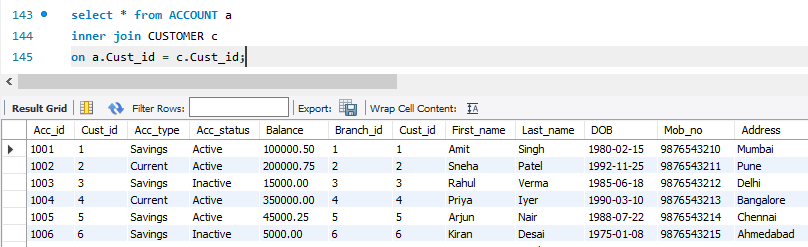 143 select * from ACCOUNT a
144 inner join CUSTOMER c
145 on a.Cust_id = c.Cust_id;
Result Grid Filter Rows: Export: Wrap Cell Content:
Acc_id Cust_id Acc_type Acc_status Balance Branch_id Cust_id First_name Last_name DOB Mob_no Address
1001 1 Savings Active 100000.50 1 1 Amit Singh 1980-02-15 9876543210 Mumbai
1002 2 Current Active 200000.75 2 2 Sneha Patel 1992-11-25 9876543211 Pune
1003 3 Savings Inactive 15000.00 3 3 Rahul Verma 1985-06-18 9876543212 Delhi
1004 4 Current Active 350000.00 4 4 Priya Iyer 1990-03-10 9876543213 Bangalore
1005 5 Savings Active 45000.25 5 5 Arjun Nair 1988-07-22 9876543214 Chennai
1006 6 Savings Inactive 5000.00 6 6 Kiran Desai 1975-01-08 9876543215 Ahmedabad